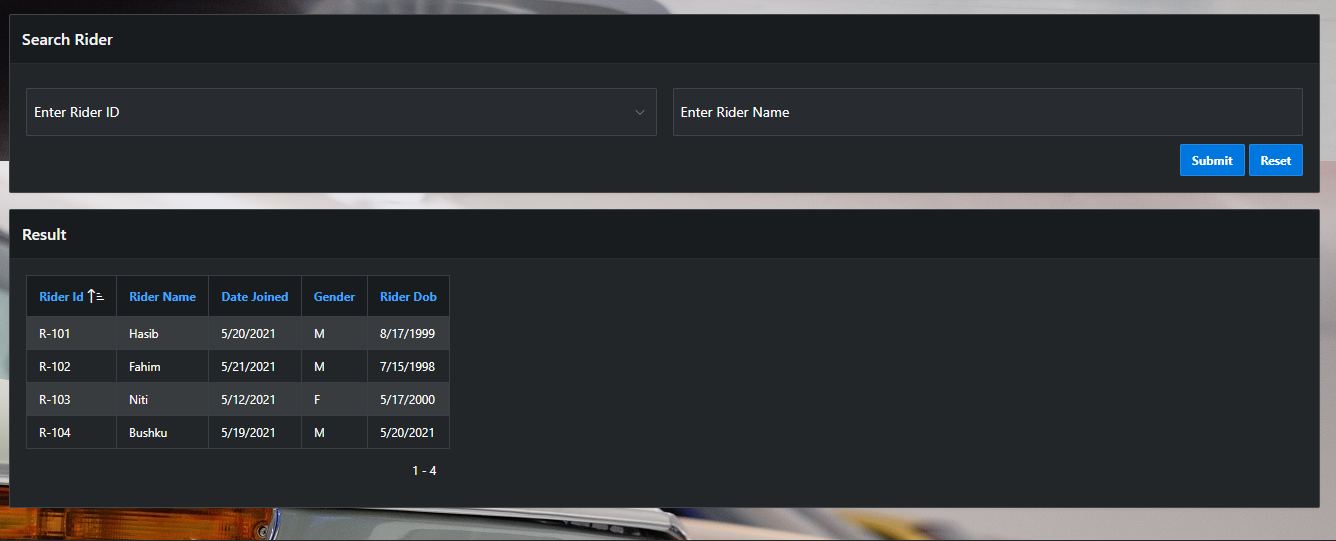 Search Rider
Enter Rider ID Enter Rider Name
Submit Reset
Result
Rider Id Rider Name Date Joined Gender Rider Dob
R-101 Hasib 5/20/2021 M 8/17/1999
R-102 Fahim 5/21/2021 M 7/15/1998
R-103 Niti 5/12/2021 F 5/17/2000
R-104 Bushku 5/19/2021 M 5/20/2021
1 - 4